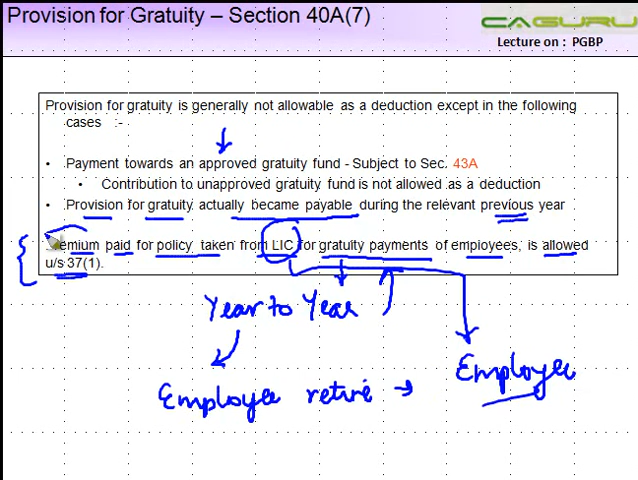 Provision for Gratuity – Section 40A(7)
CAGURU
Lecture on : PGBP
Provision for gratuity is generally not allowable as a deduction except in the following
cases :-
• Payment towards an approved gratuity fund - Subject to Sec. 43A
• Contribution to unapproved gratuity fund is not allowed as a deduction
• Provision for gratuity actually became payable during the relevant previous year
paid for policy taken from LIC for gratuity payments of employees, is allowed
u/s 37(1).
Year to Year
Employee
Employee retire